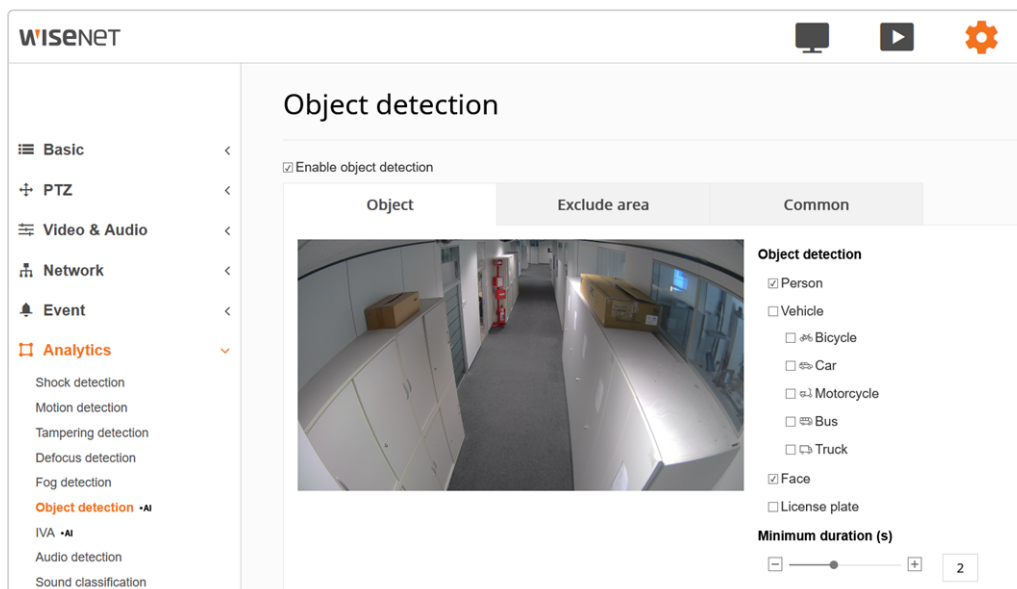 WISENET
Object detection
Basic
PTZ
Video & Audio
Network
Event
Analytics
Shock detection
Motion detection
Tampering detection
Defocus detection
Fog detection
Object detection •AI
IVA •AI
Audio detection
Sound classification
Enable object detection
Object Exclude area Common
Object detection
Person
Vehicle
Bicycle
Car
Motorcycle
Bus
Truck
Face
License plate
Minimum duration (s)
2